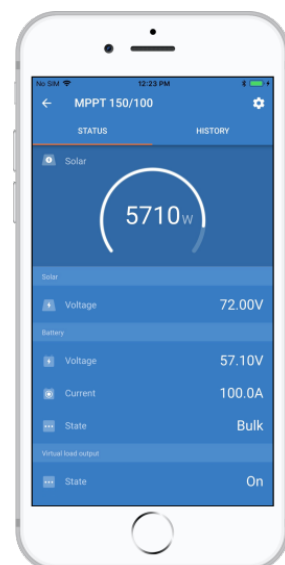 No SIM 12:23 PM
MPPT 150/100
STATUS HISTORY
Solar
5710W
Solar
Voltage 72.00V
Battery
Voltage 57.10V
Current 100.0A
State Bulk
Virtual load output
State On